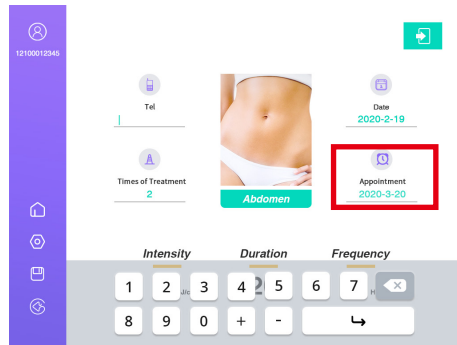 12100012345
Tel
Date
2020-2-19
Times of Treatment
2
Abdomen
Appointment
2020-3-20
Intensity
Duration
Frequency
1 2 3 4 5 6 7
8 9 0 + -